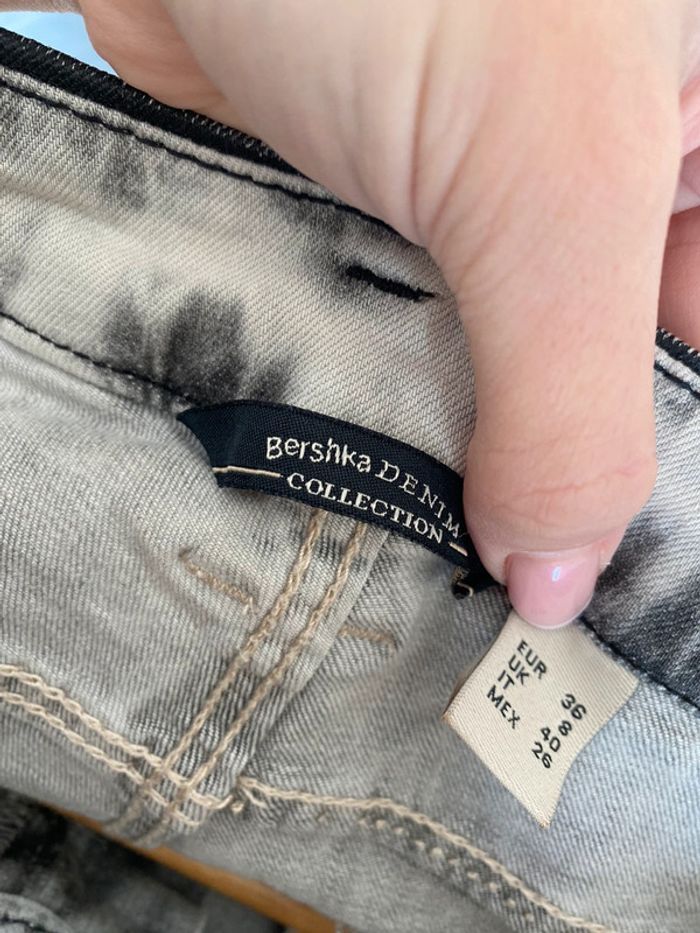 Bershka DENIM
COLLECTION
EUR 36
UK 8
IT 40
MEX 26